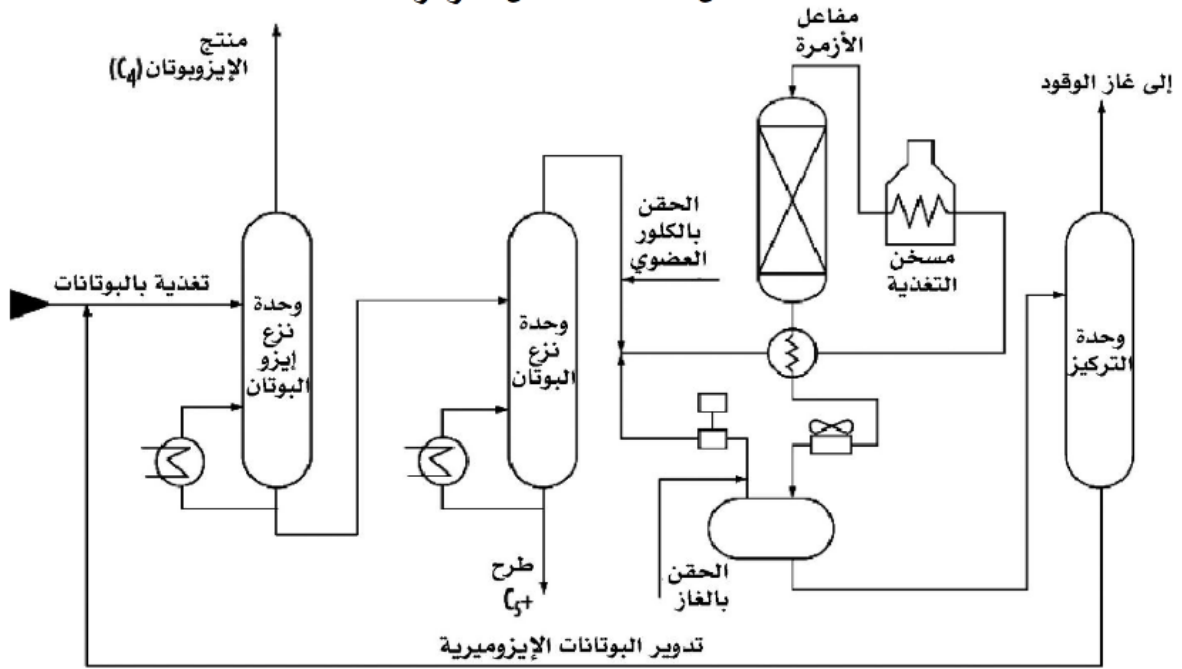 منتج
الإيزوبوتان (C4)
مفاعل
الأزمرة
إلى غاز الوقود
الحقن
بالكلور
العضوي
مسخن
التغذية
تغذية بالبوتانات
وحدة
نزع
إيزو
البوتان
وحدة
نزع
البوتان
وحدة
التركيز
طرح
C5+
الحقن
بالغاز
تدوير البوتانات الإيزوميرية